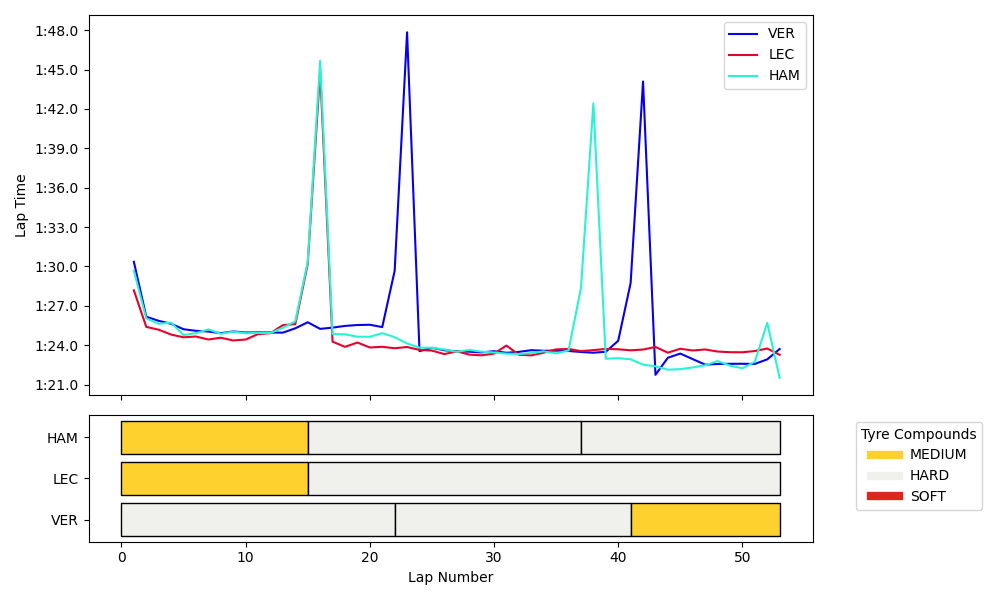 1:48.0
1:45.0
1:42.0
1:39.0
1:36.0
1:33.0
1:30.0
1:27.0
1:24.0
1:21.0
Lap Time
VER
LEC
HAM
HAM
LEC
VER
0 10 20 30 40 50
Lap Number
Tyre Compounds
MEDIUM
HARD
SOFT